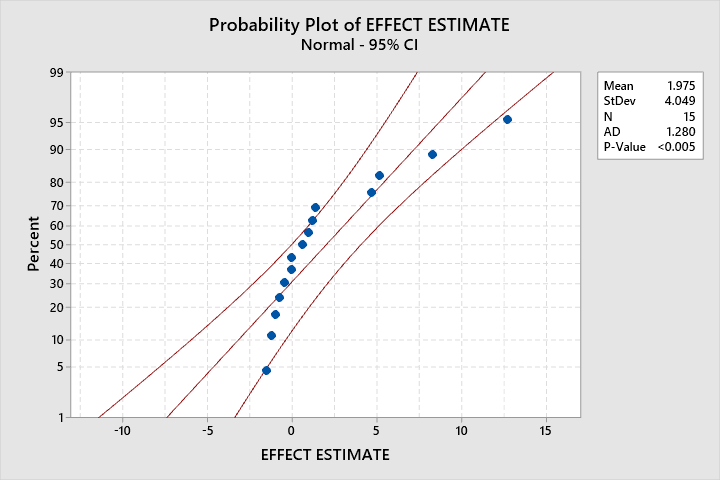 Probability Plot of EFFECT ESTIMATE
Normal - 95% CI
99
95
90
80
70
60
50
40
30
20
10
5
1
Percent
-10 -5 0 5 10 15
EFFECT ESTIMATE
Mean 1.975
StDev 4.049
N 15
AD 1.280
P-Value <0.005